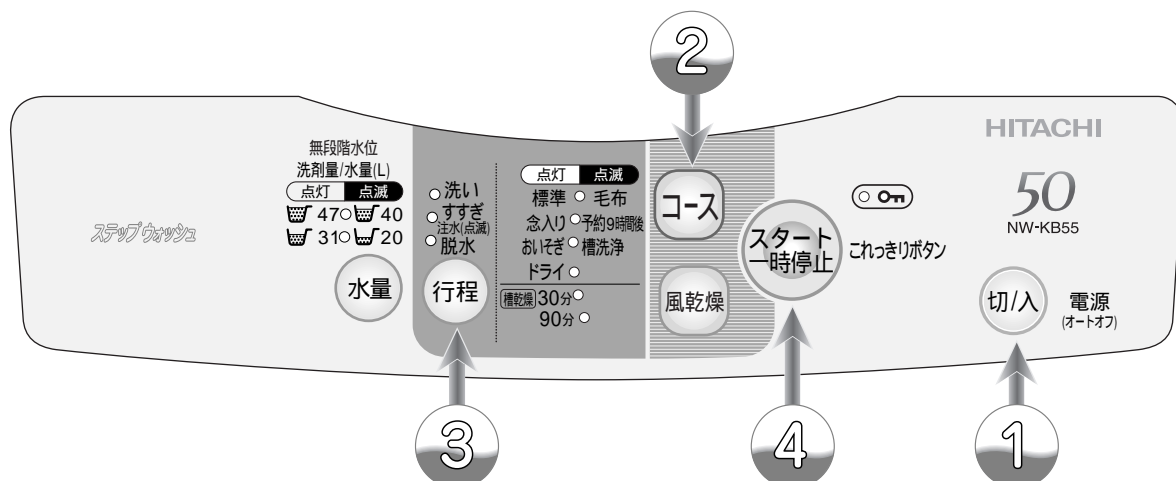 2
HITACHI
50
NW-KB55
ステップ ウォッシュ
無段階水位
洗剤量/水量(L)
点灯 点滅
47 40
31 20
水量
洗い
すすぎ
注水(点滅)
脱水
行程
点灯 点滅
標準 毛布
念入り 予約9時間後
おいそぎ 槽洗浄
ドライ
槽乾燥 30分
90分
コース
風乾燥
スタート
一時停止
これっきりボタン
切/入
電源
(オートオフ)
3
4
1